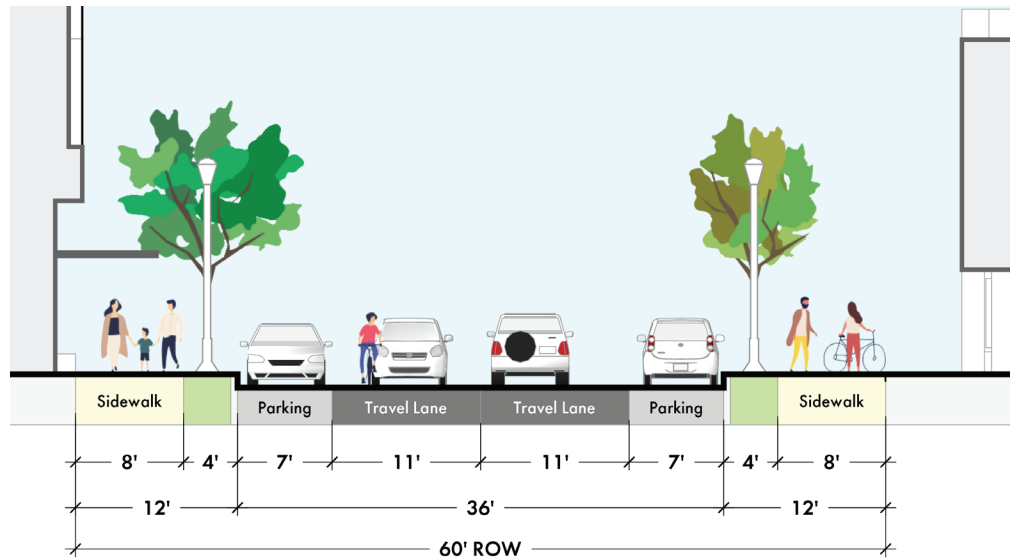 Sidewalk Parking Travel Lane Travel Lane Parking Sidewalk
8' 4' 7' 11' 11' 7' 4' 8'
12' 36' 12'
60' ROW